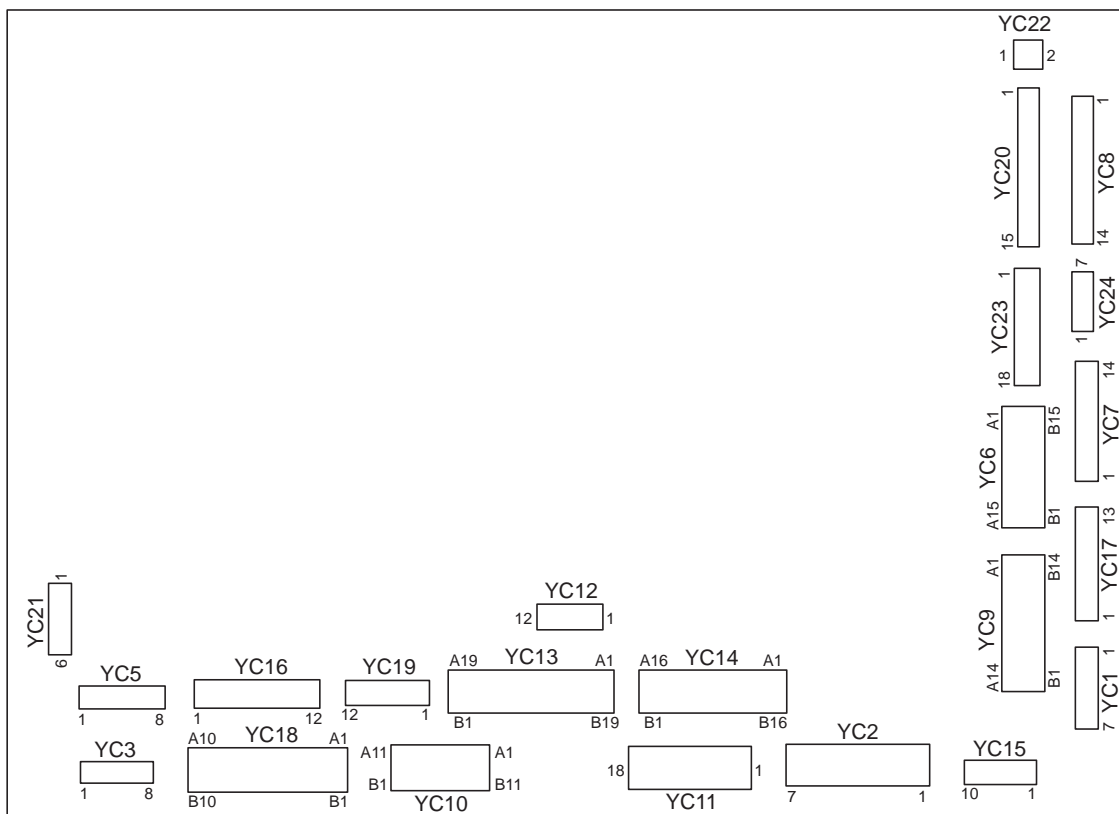 YC22
1 2
1
YC20
15
1
YC8
14
1
YC23
18
7
YC24
1
A1 B15
YC6
A15 B1
14
YC7
1
A1 B14
YC9
A14 B1
13
YC17
1
1
YC1
7
1
YC21
6
YC12
12 1
YC5
1 8
YC16
1 12
YC19
12 1
A19 YC13 A1
B1 B19
A16 YC14 A1
B1 B16
YC3
1 8
A10 YC18 A1
B10 B1
A11 A1
B1 B11
YC10
18 1
YC11
YC2
7 1
YC15
10 1